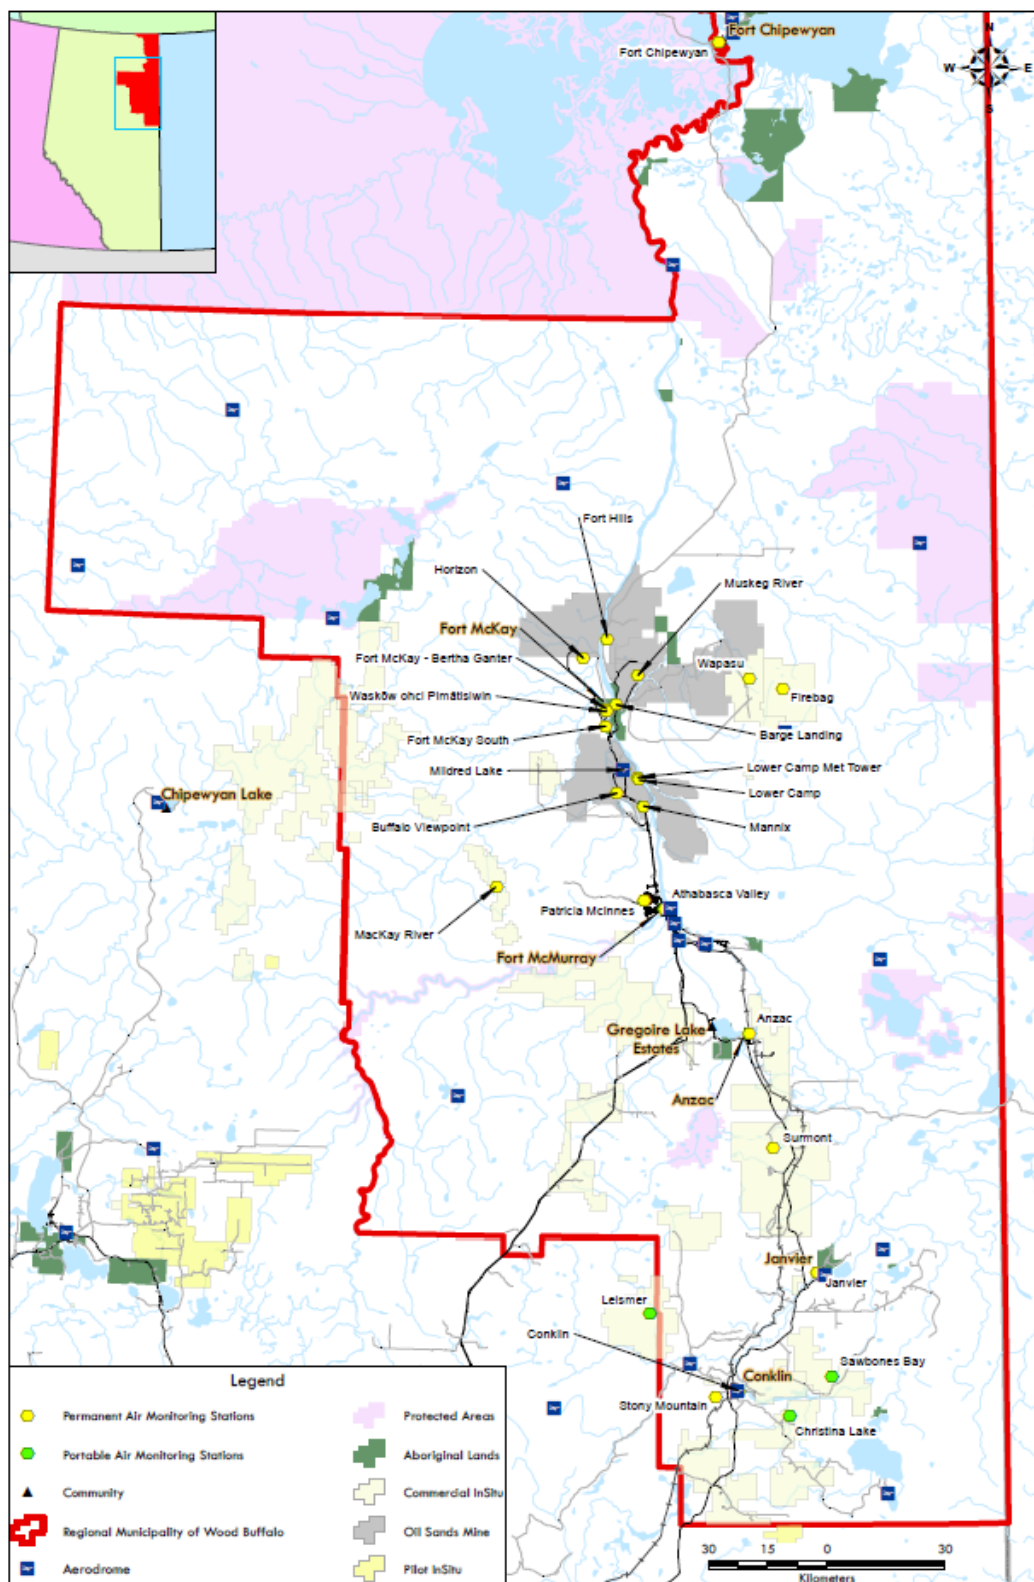 Fort Chipewyan
Fort Chipewyan
N
W
E
S
Fort Hills
Horizon
Muskeg River
Fort McKay
Fort McKay - Bertha Ganter
Wapasu
Firebag
Waskōw ohci Pimâtisiwin
Fort McKay South
Barge Landing
Mildred Lake
Lower Camp Met Tower
Lower Camp
Chipewyan Lake
Buffalo Viewpoint
Mannix
Athabasca Valley
Patricia McInnes
MacKay River
Fort McMurray
Anzac
Gregoire Lake
Estates
Anzac
Surmont
Janvier
Janvier
Leismer
Conklin
Sawbones Bay
Conklin
Stony Mountain
Christina Lake
Legend
Permanent Air Monitoring Stations
Protected Areas
Portable Air Monitoring Stations
Aboriginal Lands
Community
Commercial InSitu
Regional Municipality of Wood Buffalo
Oil Sands Mine
Aerodrome
Pilot InSitu
30 15 0 30
Kilometers